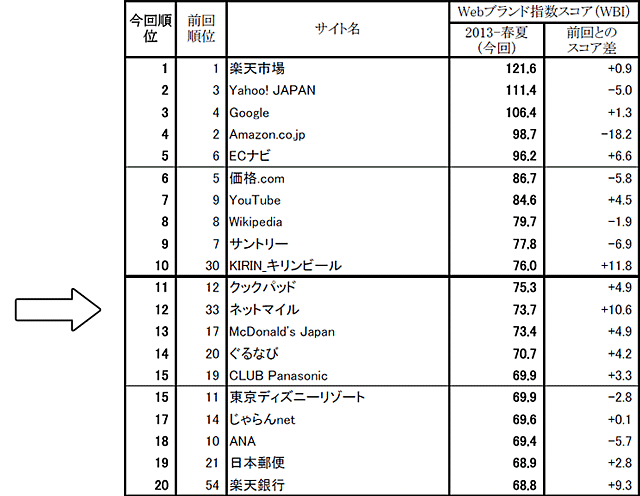 今回順位 前回順位 サイト名 Webブランド指数スコア(WBI)
2013-春夏(今回) 前回とのスコア差
1 1 楽天市場 121.6 +0.9
2 3 Yahoo! JAPAN 111.4 -5.0
3 4 Google 106.4 +1.3
4 2 Amazon.co.jp 98.7 -18.2
5 6 ECナビ 96.2 +6.6
6 5 価格.com 86.7 -5.8
7 9 YouTube 84.6 +4.5
8 8 Wikipedia 79.7 -1.9
9 7 サントリー 77.8 -6.9
10 30 KIRIN_キリンビール 76.0 +11.8
11 12 クックパッド 75.3 +4.9
12 33 ネットマイル 73.7 +10.6
13 17 McDonald's Japan 73.4 +4.9
14 20 ぐるなび 70.7 +4.2
15 19 CLUB Panasonic 69.9 +3.3
15 11 東京ディズニーリゾート 69.9 -2.8
17 14 じゃらんnet 69.6 +0.1
18 10 ANA 69.4 -5.7
19 21 日本郵便 68.9 +2.8
20 54 楽天銀行 68.8 +9.3